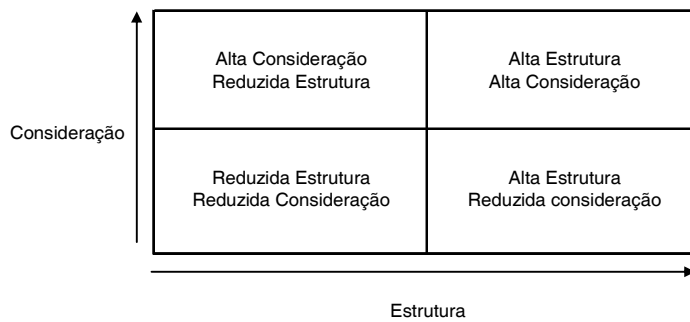 Alta Consideração
Reduzida Estrutura
Alta Estrutura
Alta Consideração
Consideração
Reduzida Estrutura
Reduzida Consideração
Alta Estrutura
Reduzida consideração
Estrutura